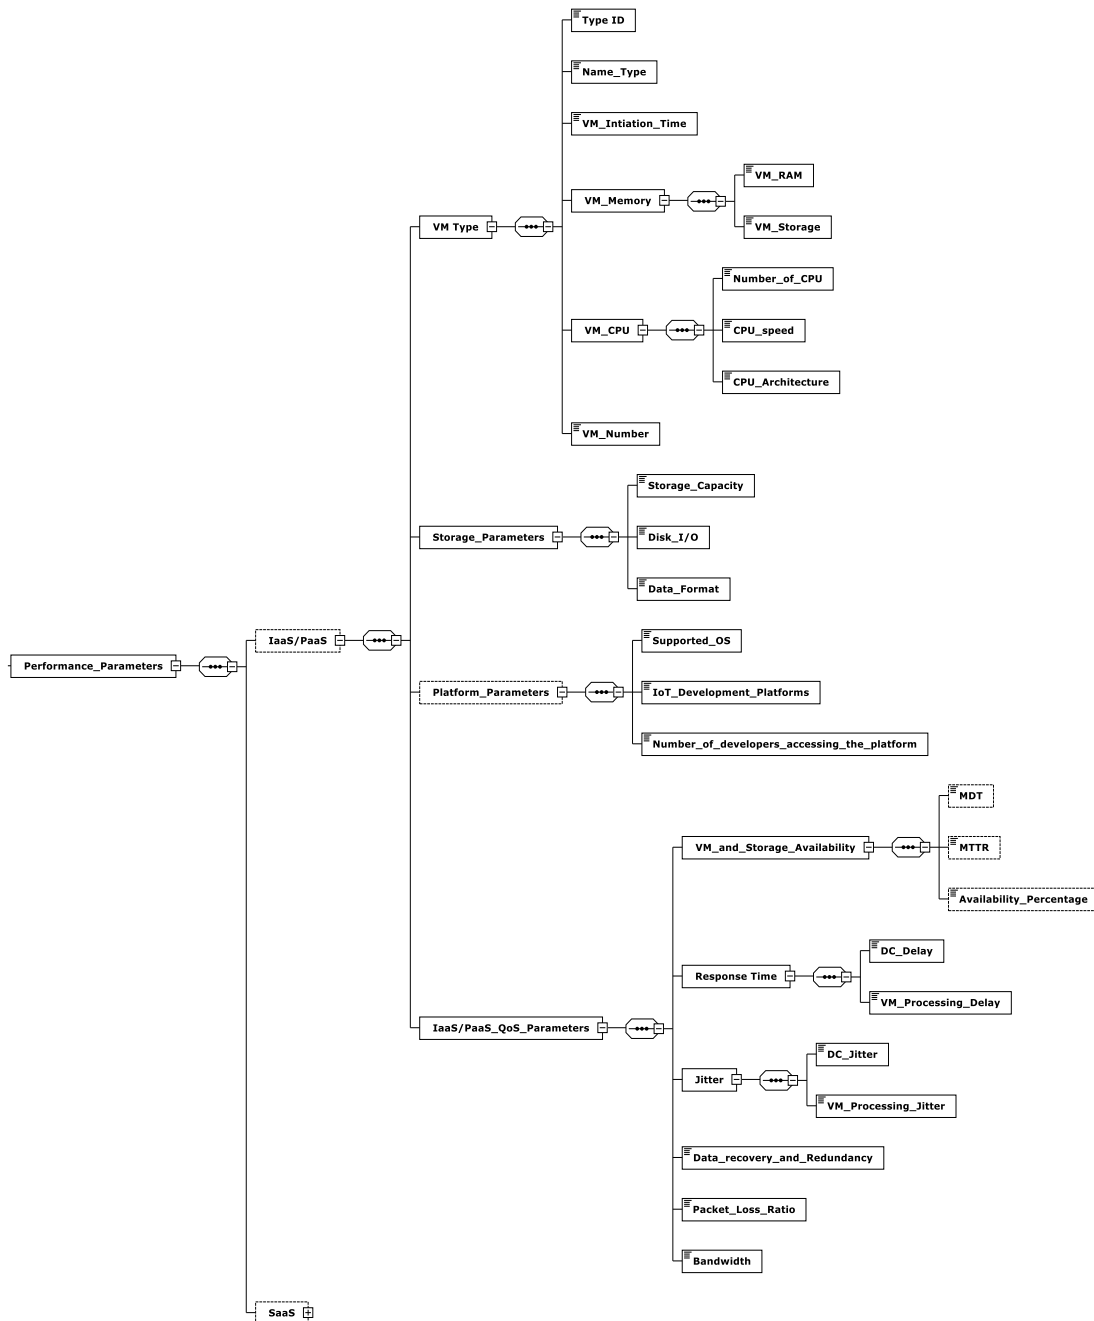 Type ID
Name_Type
VM_Intiation_Time
VM_RAM
VM_Memory
VM_Storage
VM Type
Number_of_CPU
VM_CPU
CPU_speed
CPU_Architecture
VM_Number
Storage_Capacity
Storage_Parameters
Disk_I/O
Data_Format
IaaS/PaaS
Supported_OS
Performance_Parameters
Platform_Parameters
IoT_Development_Platforms
Number_of_developers_accessing_the_platform
MDT
VM_and_Storage_Availability
MTTR
Availability_Percentage
DC_Delay
Response Time
VM_Processing_Delay
IaaS/PaaS_QoS_Parameters
DC_Jitter
Jitter
VM_Processing_Jitter
Data_recovery_and_Redundancy
Packet_Loss_Ratio
Bandwidth
SaaS